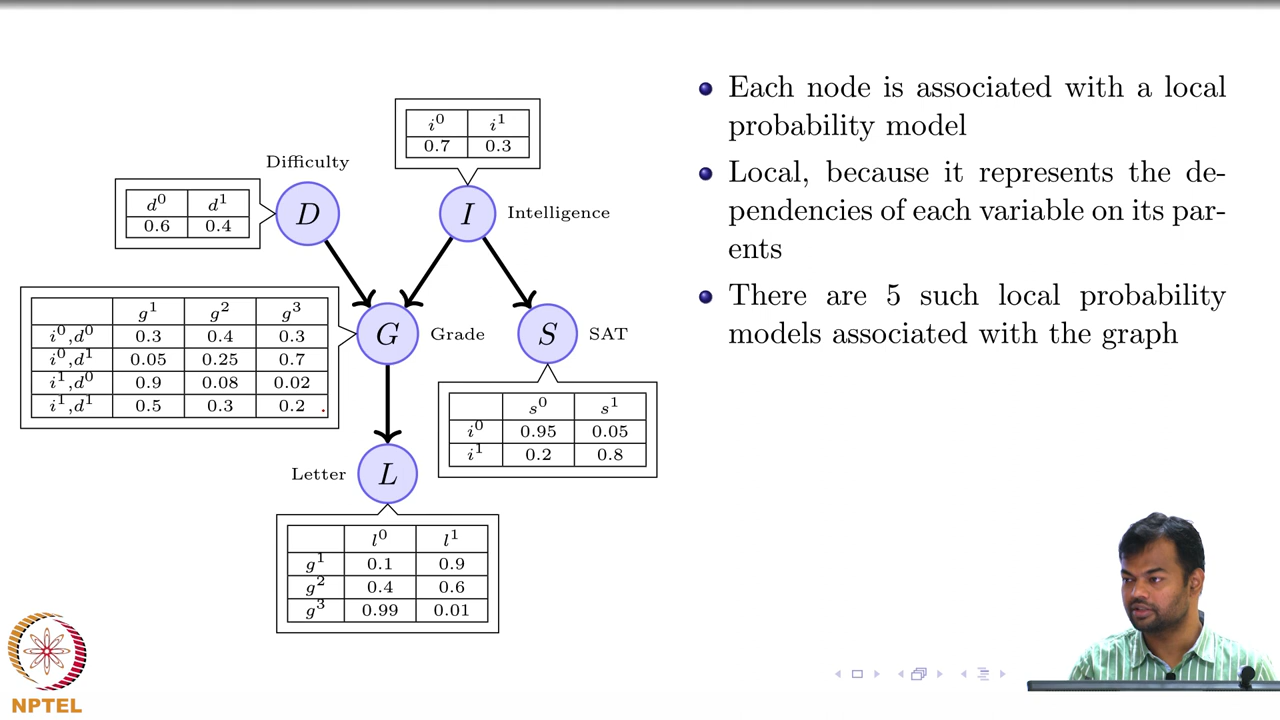 Each node is associated with a local
probability model
Local, because it represents the de-
pendencies of each variable on its par-
ents
There are 5 such local probability
models associated with the graph
i⁰ i¹
0.7 0.3
Difficulty
d⁰ d¹
0.6 0.4
D
I
Intelligence
g¹ g² g³
i⁰,d⁰ 0.3 0.4 0.3
i⁰,d¹ 0.05 0.25 0.7
i¹,d⁰ 0.9 0.08 0.02
i¹,d¹ 0.5 0.3 0.2
G
Grade
S
SAT
s⁰ s¹
i⁰ 0.95 0.05
i¹ 0.2 0.8
Letter
L
l⁰ l¹
g¹ 0.1 0.9
g² 0.4 0.6
g³ 0.99 0.01
NPTEL